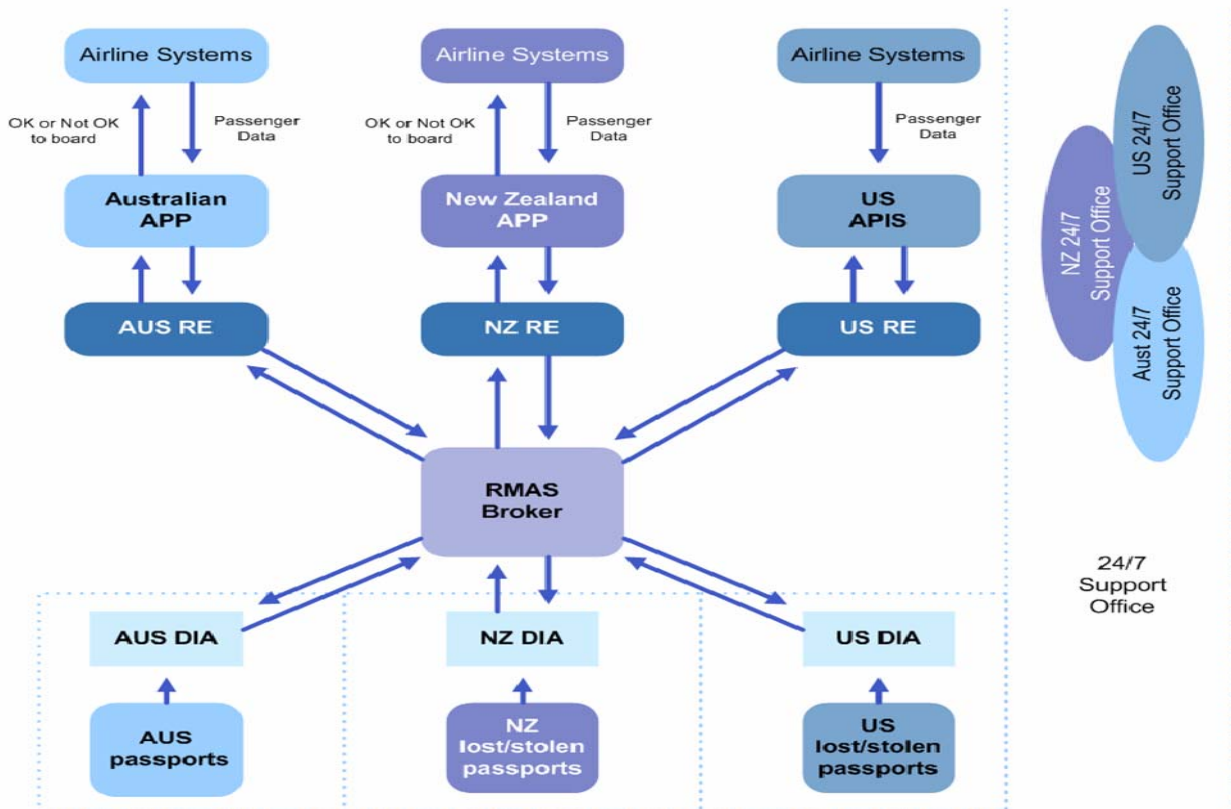 Airline Systems
Airline Systems
Airline Systems
OK or Not OK
to board
Passenger
Data
OK or Not OK
to board
Passenger
Data
Passenger
Data
Australian
APP
New Zealand
APP
US
APIS
AUS RE
NZ RE
US RE
RMAS
Broker
AUS DIA
NZ DIA
US DIA
AUS
passports
NZ
lost/stolen
passports
US
lost/stolen
passports
NZ 24/7
Support Office
US 24/7
Support Office
Aust 24/7
Support Office
24/7
Support
Office